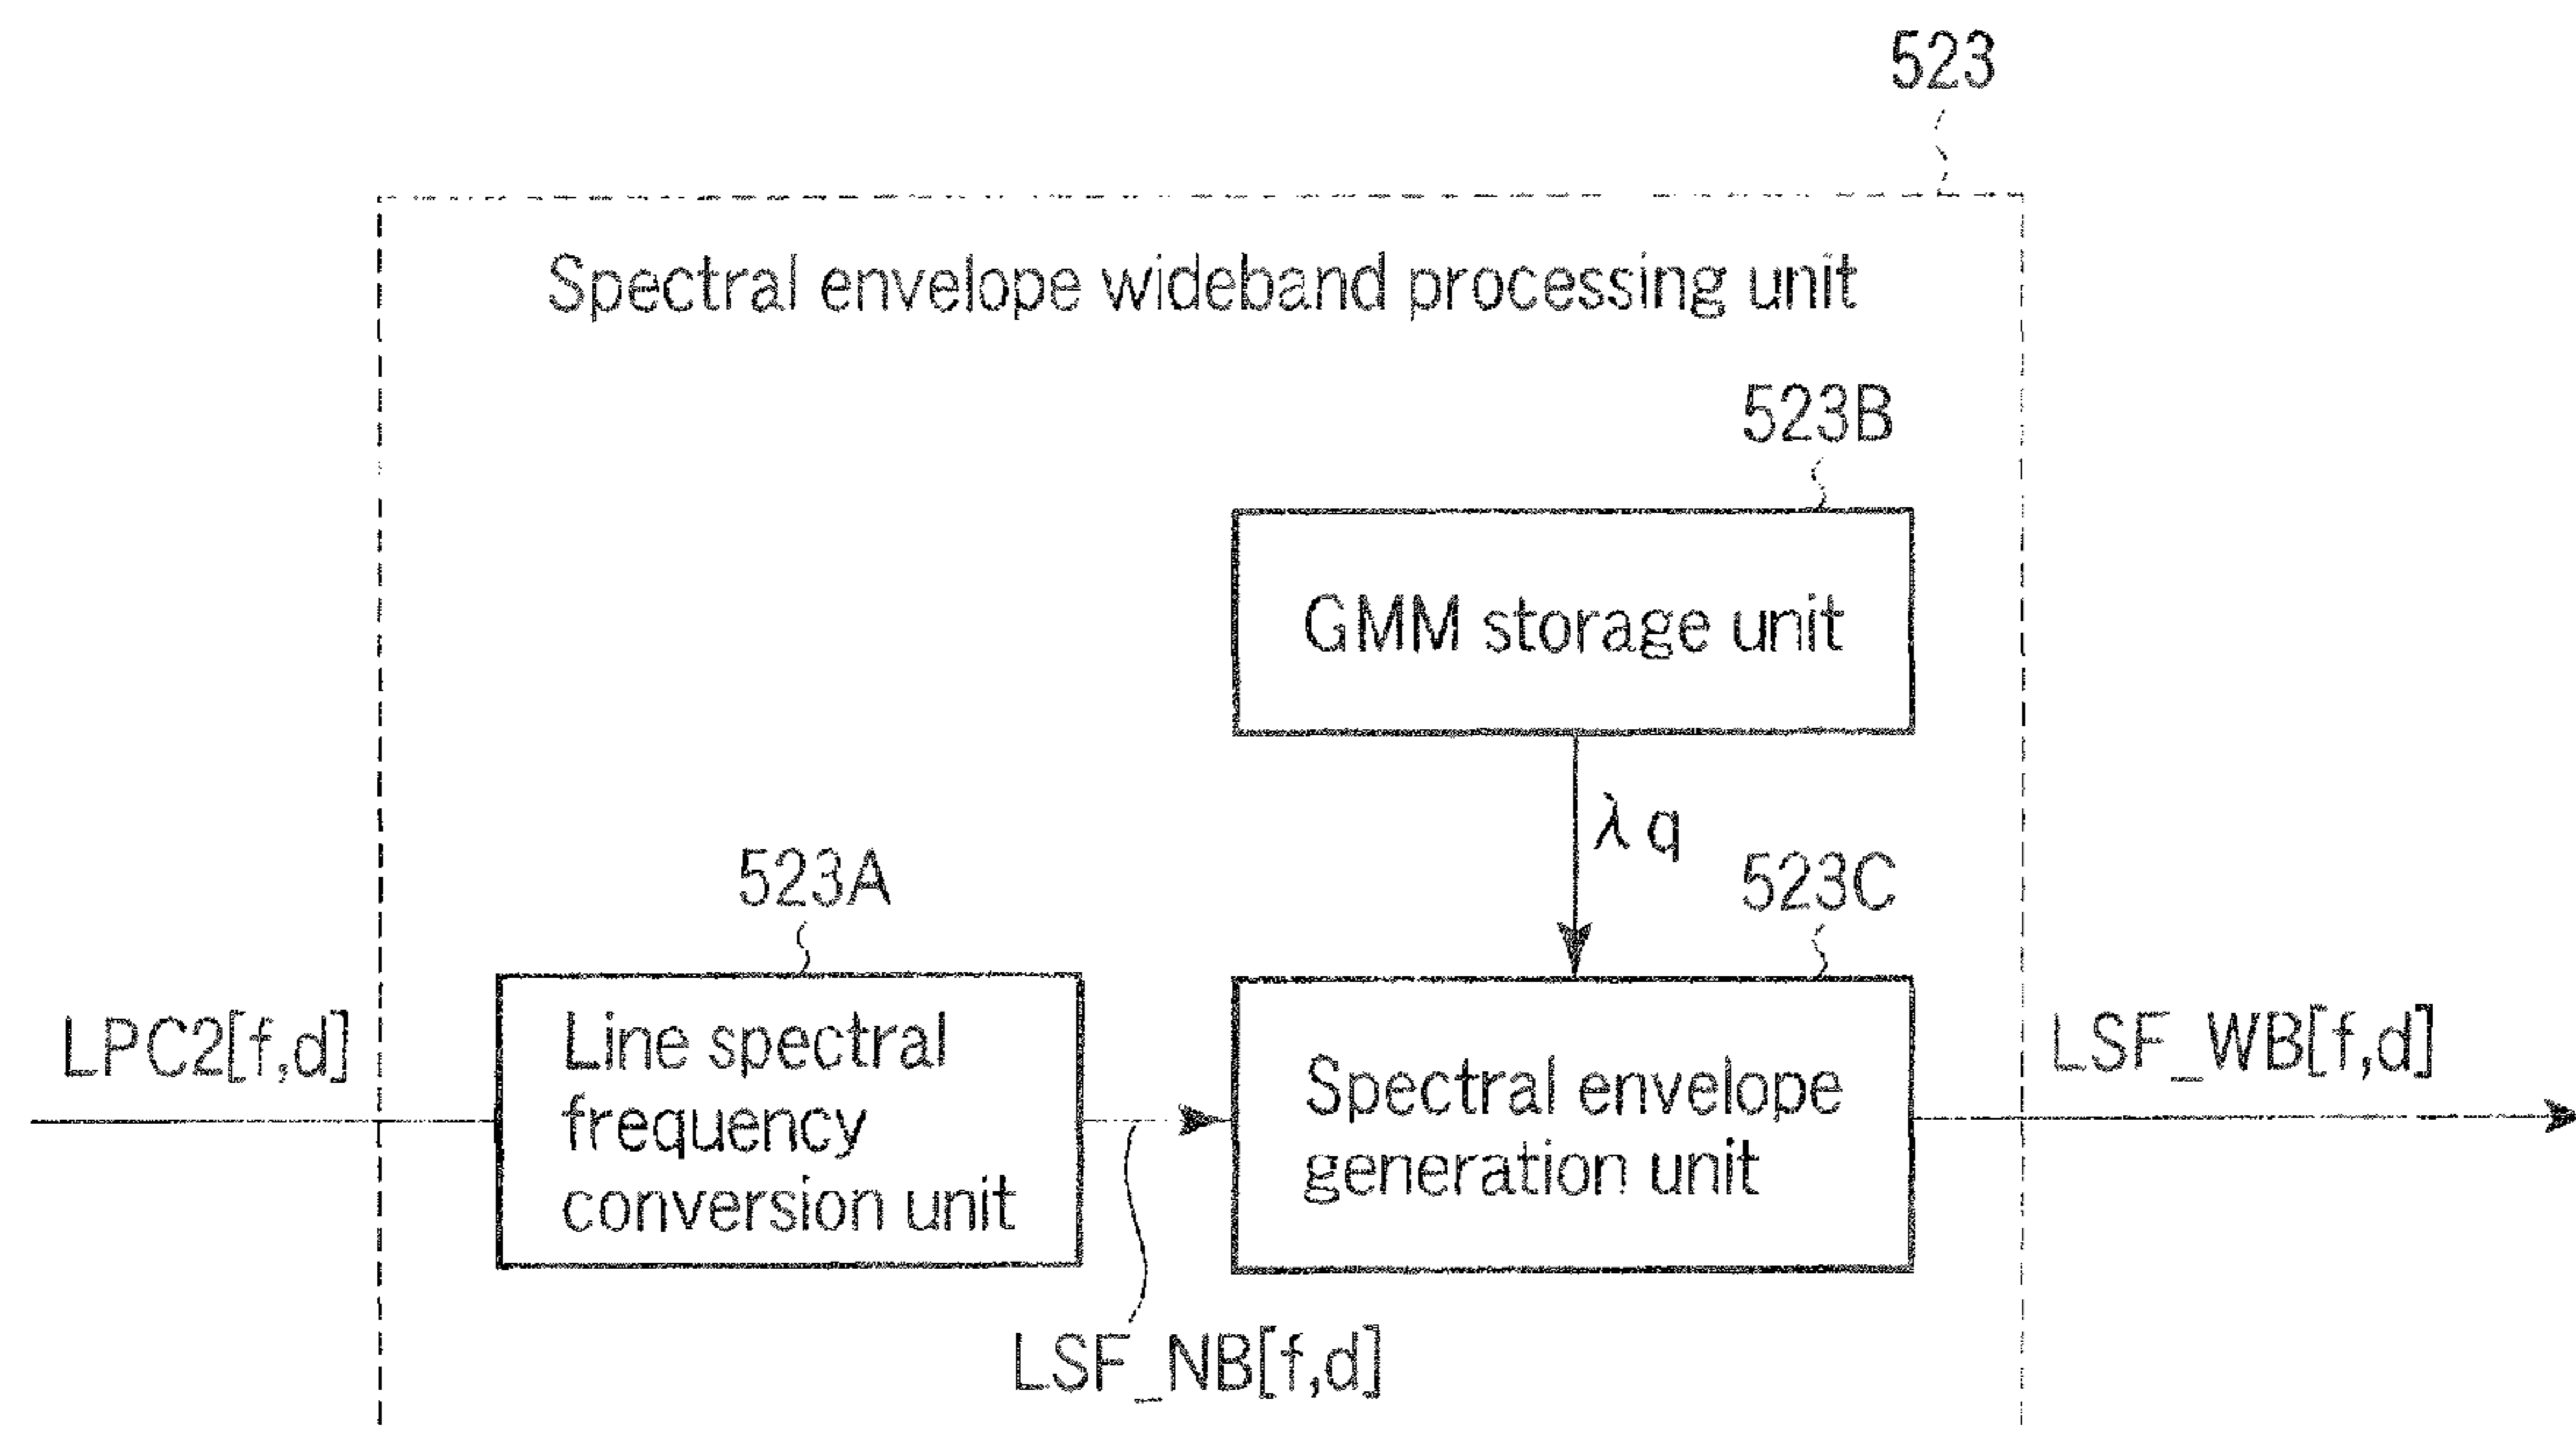 523
Spectral envelope wideband processing unit
523B
GMM storage unit
λq
523A
523C
LPC2[f,d]
Line spectral
frequency
conversion unit
Spectral envelope
generation unit
LSF_WB[f,d]
LSF_NB[f,d]